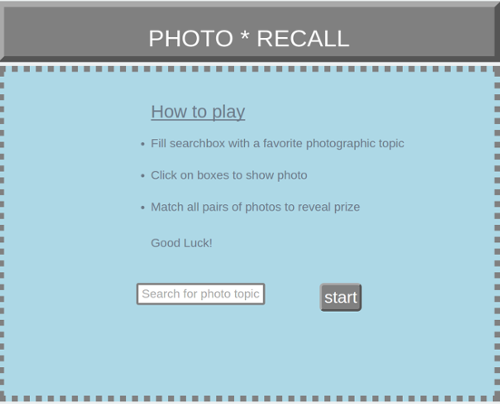 PHOTO * RECALL
How to play
• Fill searchbox with a favorite photographic topic
• Click on boxes to show photo
• Match all pairs of photos to reveal prize
Good Luck!
Search for photo topic start